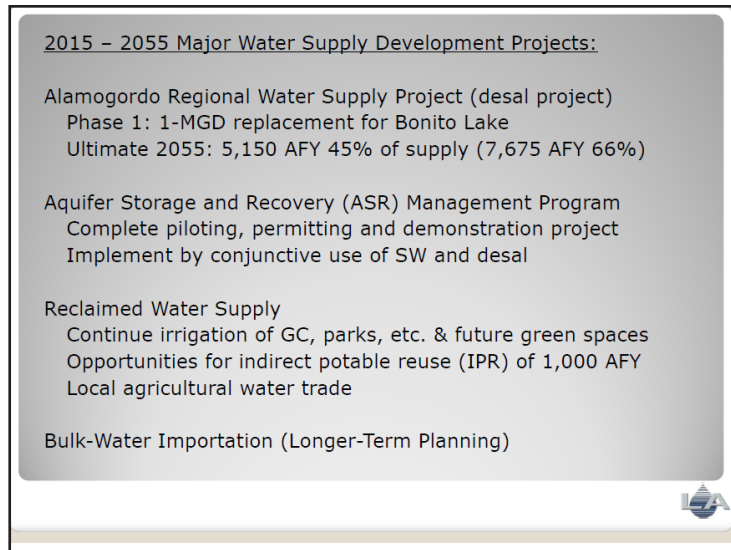 2015 – 2055 Major Water Supply Development Projects:
Alamogordo Regional Water Supply Project (desal project)
Phase 1: 1-MGD replacement for Bonito Lake
Ultimate 2055: 5,150 AFY 45% of supply (7,675 AFY 66%)
Aquifer Storage and Recovery (ASR) Management Program
Complete piloting, permitting and demonstration project
Implement by conjunctive use of SW and desal
Reclaimed Water Supply
Continue irrigation of GC, parks, etc. & future green spaces
Opportunities for indirect potable reuse (IPR) of 1,000 AFY
Local agricultural water trade
Bulk-Water Importation (Longer-Term Planning)
LA